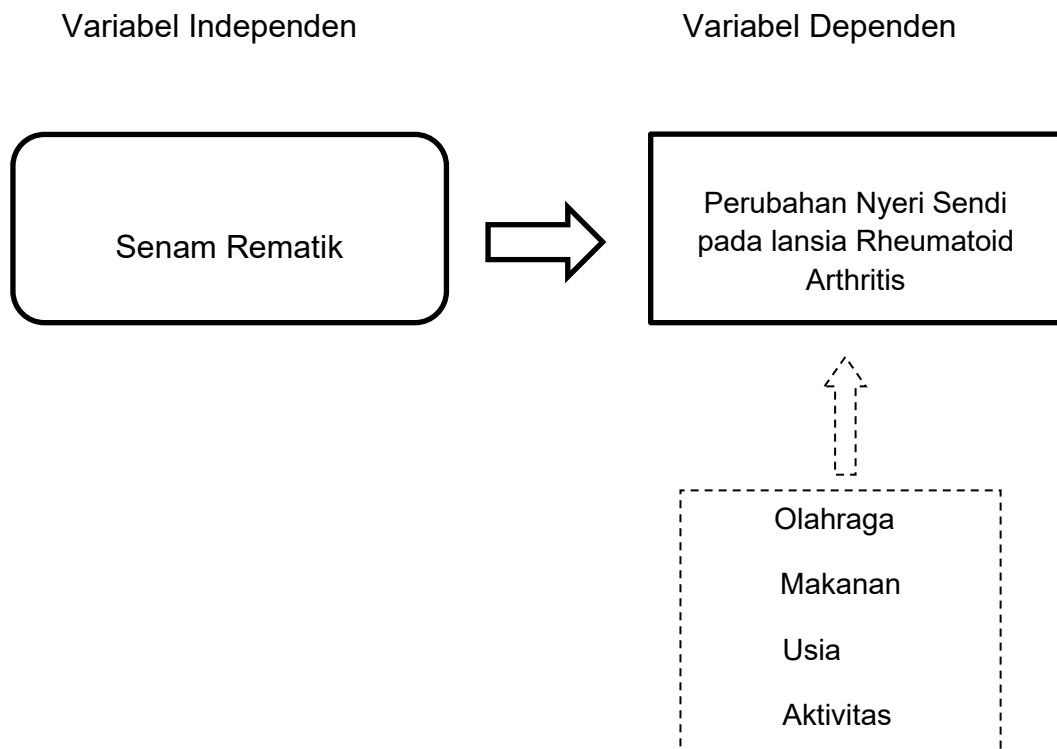 Variabel Independen
Variabel Dependen
Senam Rematik
Perubahan Nyeri Sendi
pada lansia Rheumatoid
Arthritis
Olahraga
Makanan
Usia
Aktivitas